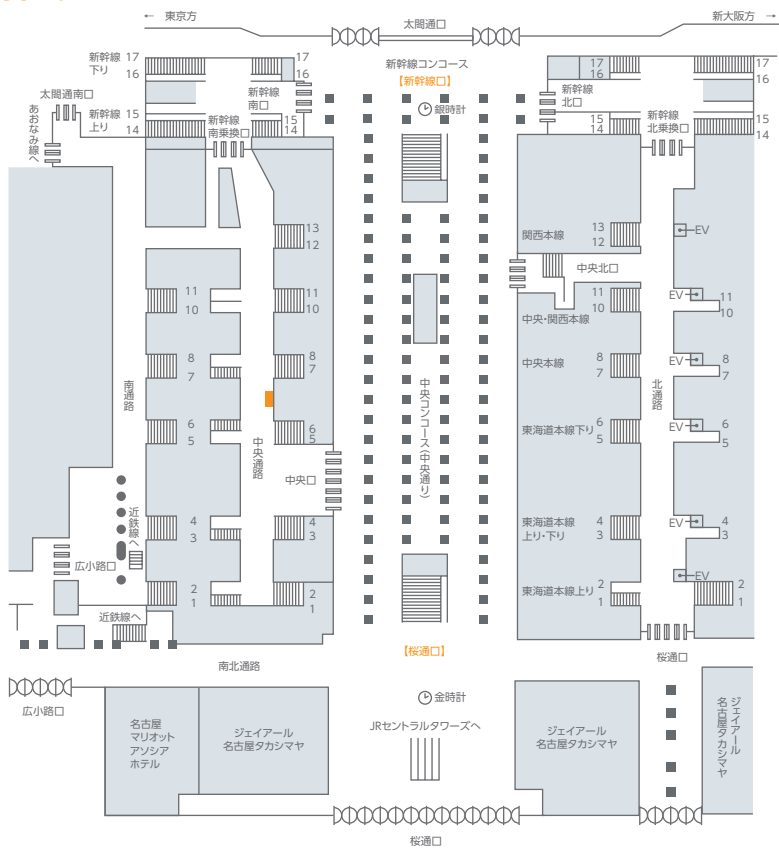 ← 東京方
太閤通口
新大阪方 →
新幹線
下り
17
16
17
16
新幹線コンコース
【新幹線口】
17
16
17
16
太閤通南口
新幹線
南口
新幹線
北口
あおなみ線へ
新幹線
上り
15
14
新幹線
南乗換口
15
14
銀時計
15
14
新幹線
北乗換口
15
14
13
12
関西本線
13
12
EV
中央北口
11
10
11
10
11
10
中央・関西本線
EV
11
10
8
7
8
7
中央本線
8
7
EV
8
7
南通路
中央通路
中央コンコース(中央通り)
北通路
6
5
6
5
東海道本線下り
6
5
EV
6
5
中央口
近鉄線へ
4
3
4
3
東海道本線
上り・下り
4
3
EV
4
3
広小路口
2
1
2
1
東海道本線上り
2
1
EV
2
1
近鉄線へ
【桜通口】
桜通口
南北通路
広小路口
金時計
名古屋
マリオット
アソシア
ホテル
ジェイアール
名古屋タカシマヤ
JRセントラルタワーズへ
ジェイアール
名古屋タカシマヤ
ジェイアール
名古屋タカシマヤ
桜通口